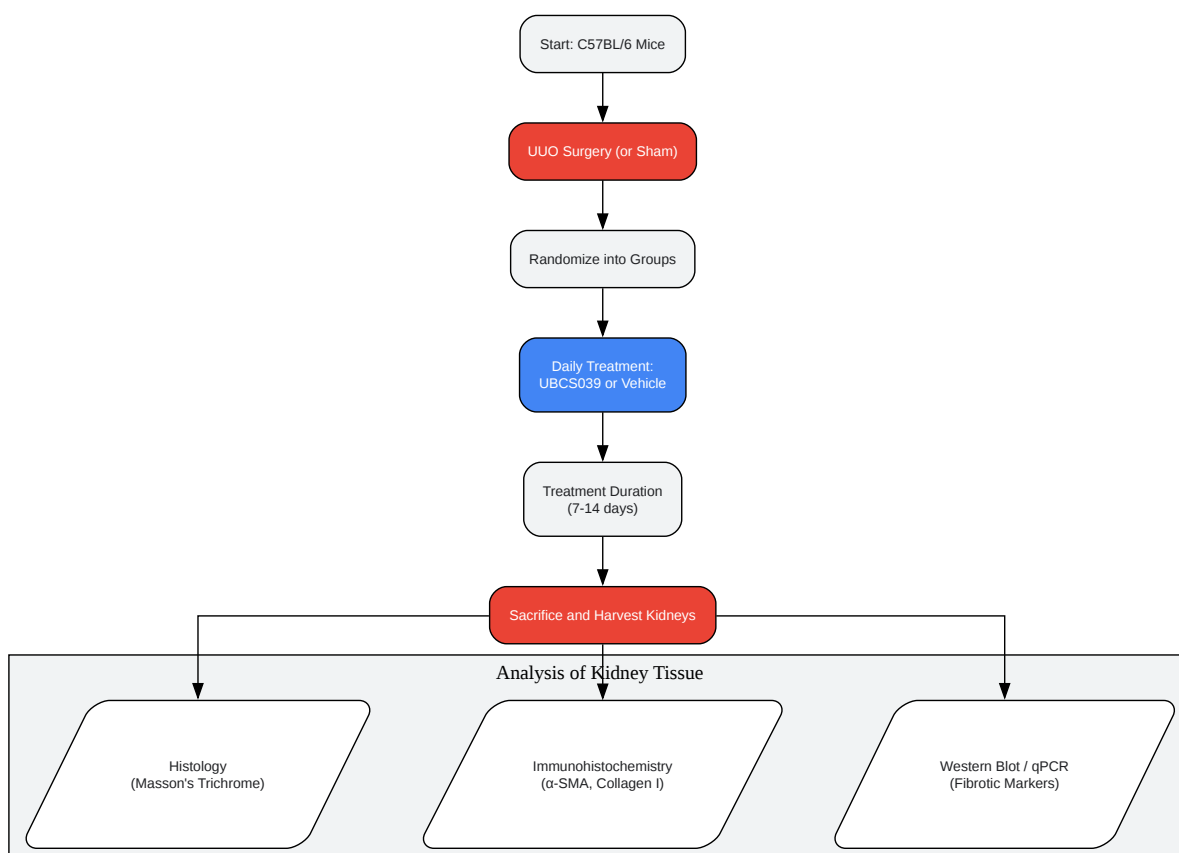 Start: C57BL/6 Mice
UUO Surgery (or Sham)
Randomize into Groups
Daily Treatment:
UBCS039 or Vehicle
Treatment Duration
(7-14 days)
Sacrifice and Harvest Kidneys
Analysis of Kidney Tissue
Histology
(Masson's Trichrome)
Immunohistochemistry
(α-SMA, Collagen I)
Western Blot / qPCR
(Fibrotic Markers)